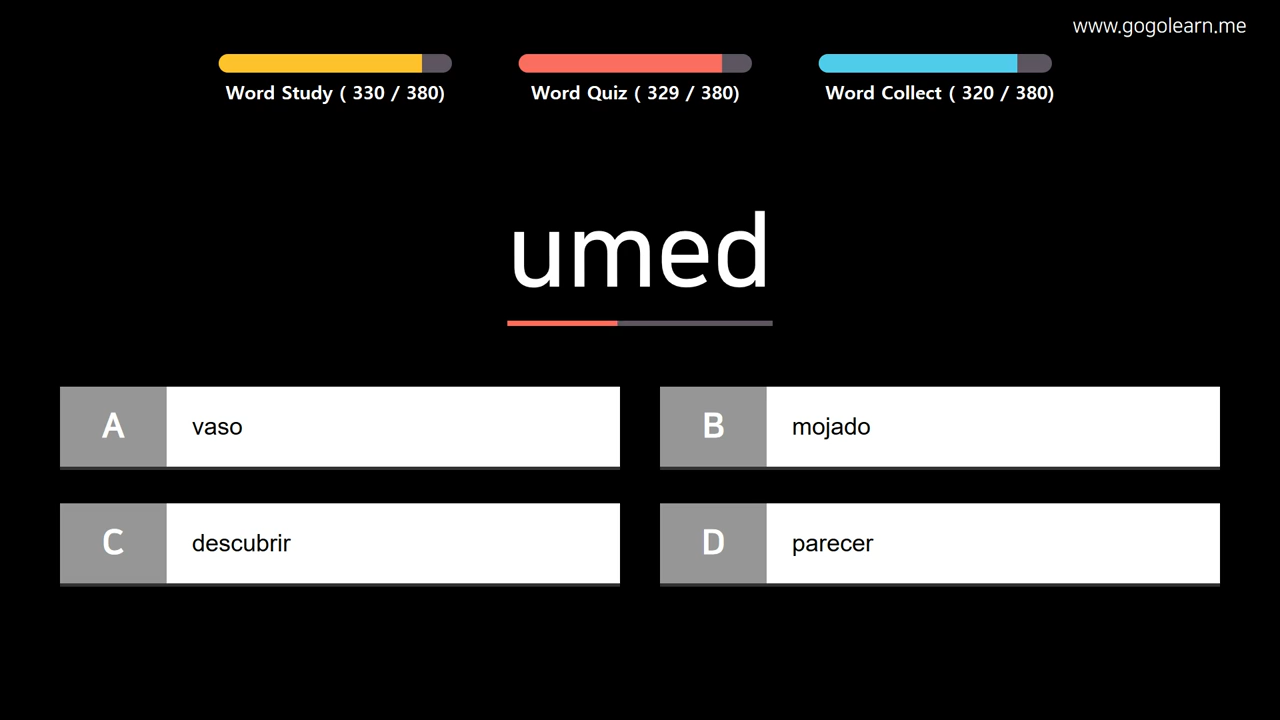 www.gogolearn.me
Word Study ( 330 / 380)
Word Quiz ( 329 / 380)
Word Collect ( 320 / 380)
umed
A vaso
B mojado
C descubrir
D parecer